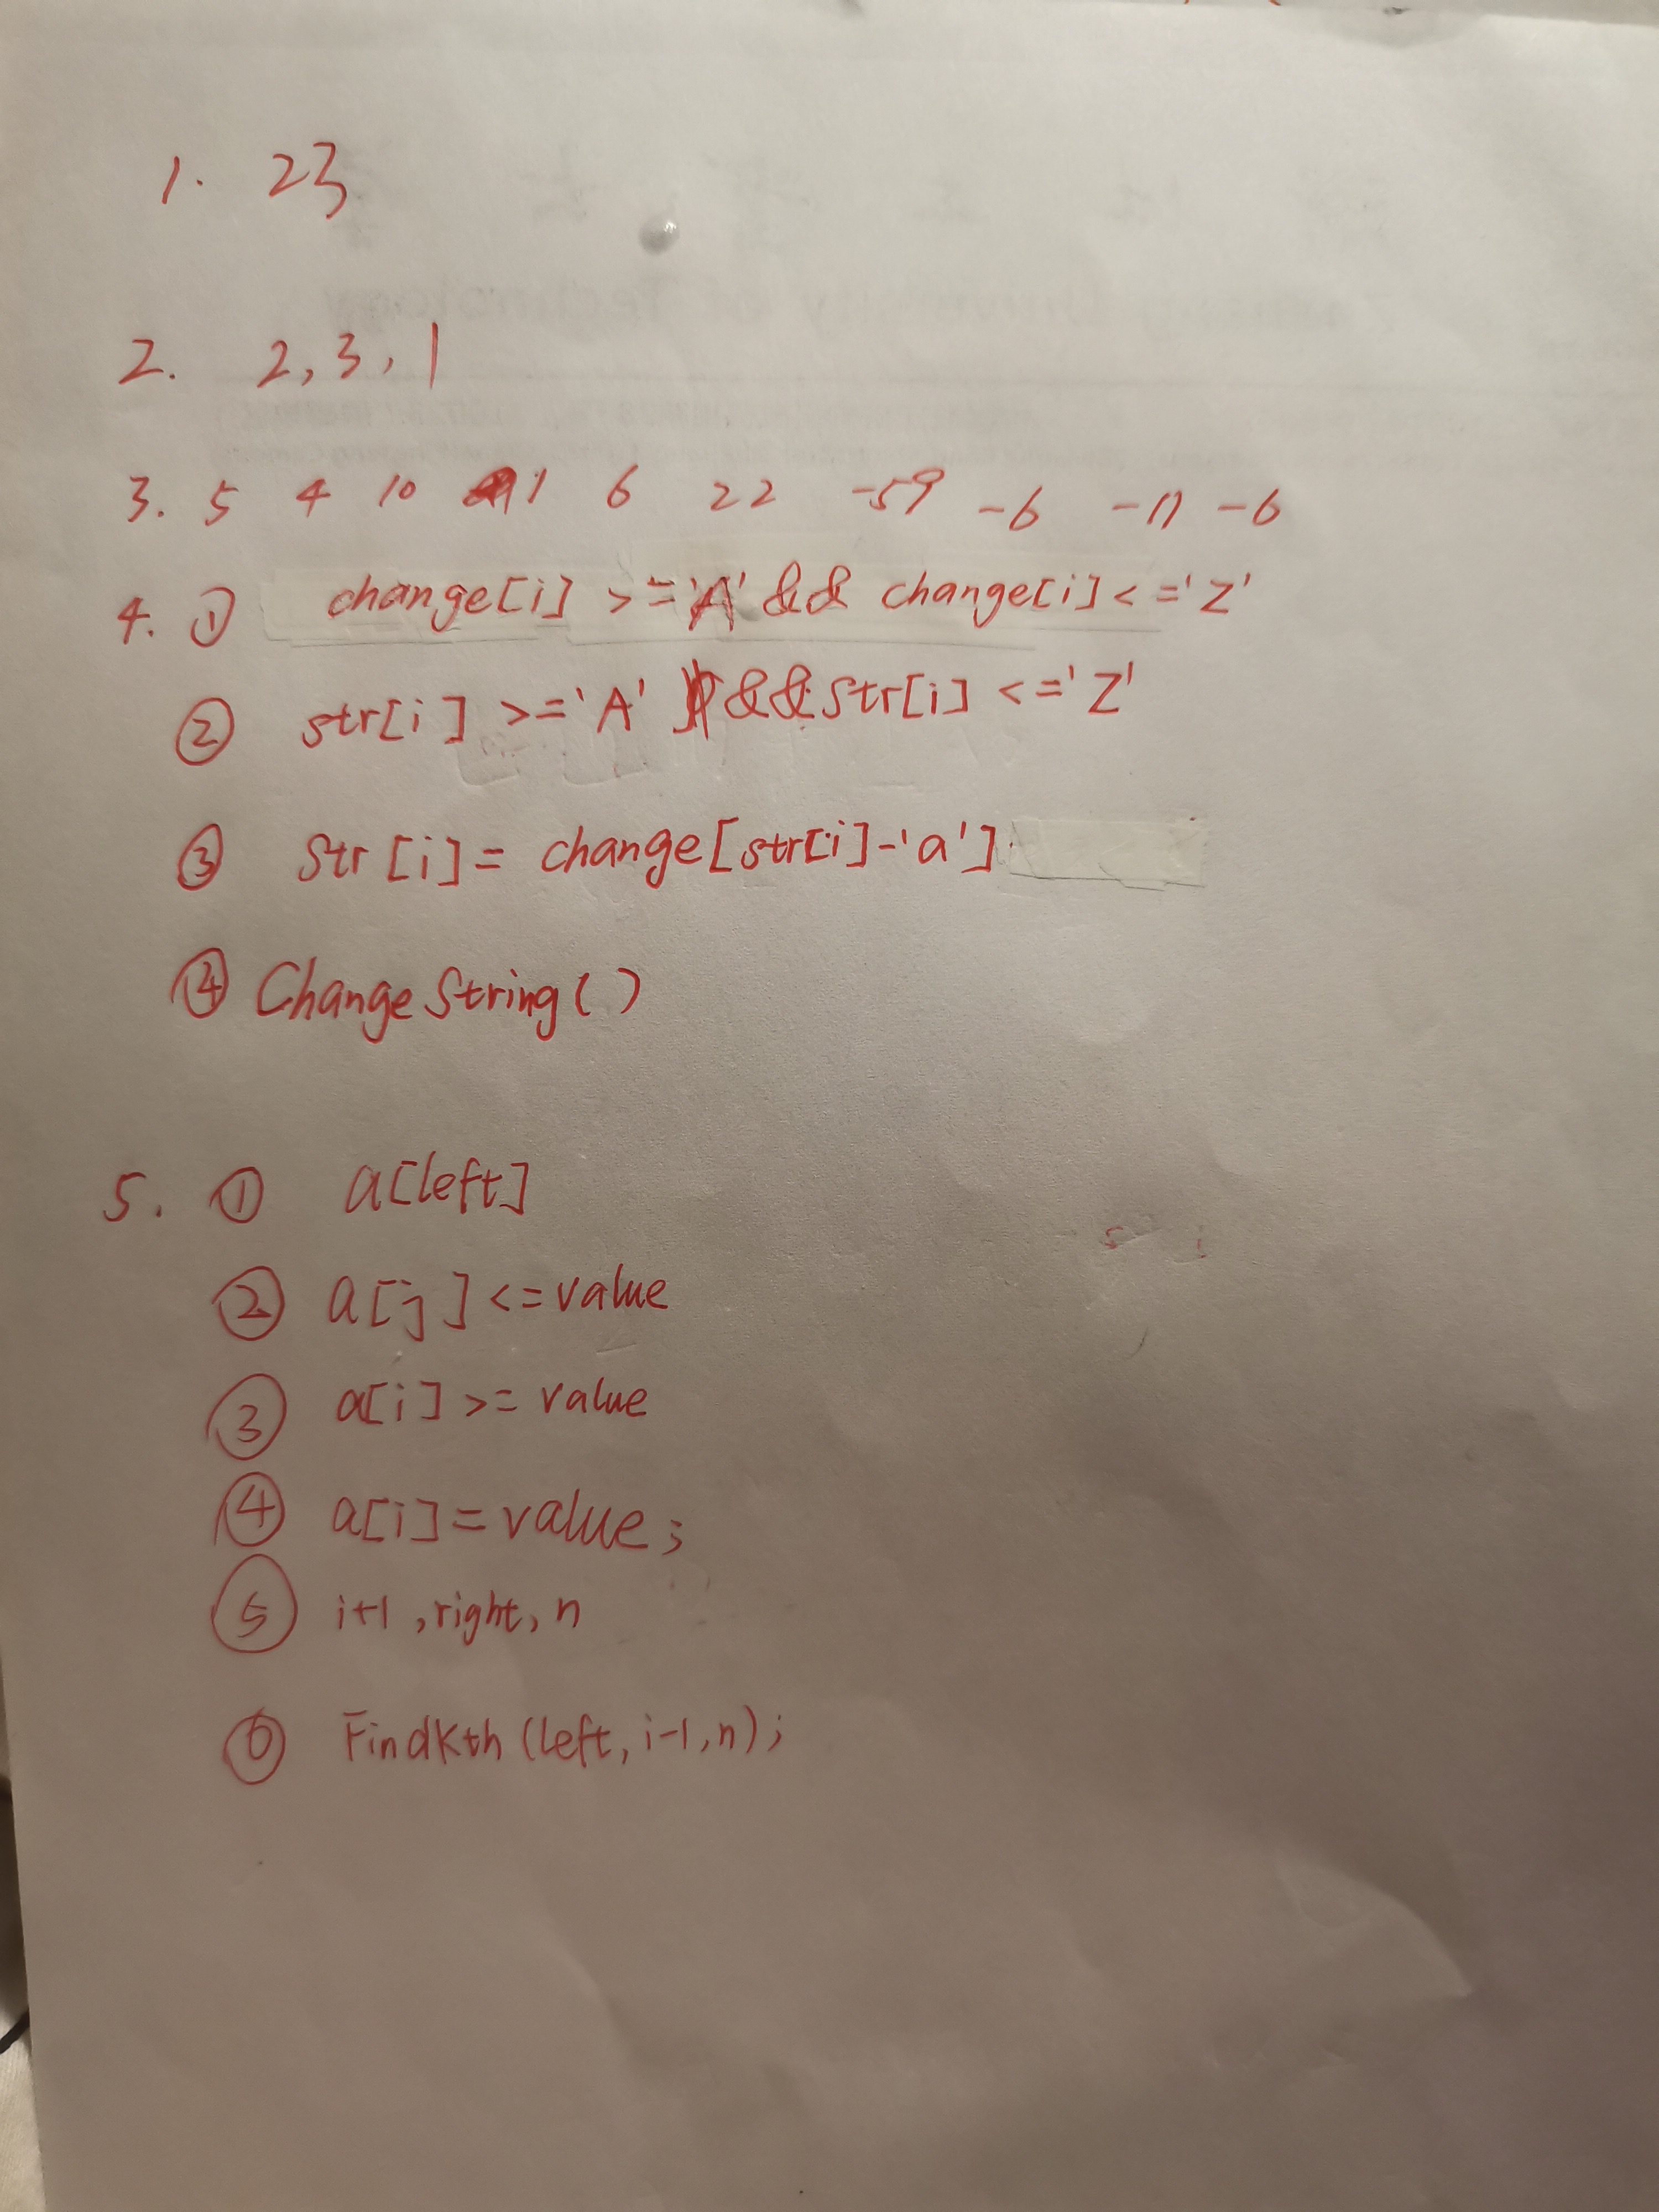 1. 23
2. 2, 3, 1
3. 5 4 10 1 6 22 -59 -6 -11 -6
4. ① change[i] >='A' && change[i] <='Z'
② str[i] >='A' && str[i] <='Z'
③ Str[i] = change[str[i]-'a']
④ Change String()
5. ① a[left]
② a[j] <= value
③ a[i] >= value
④ a[i] = value;
⑤ i+1, right, n
⑥ FindKth (left, i-1, n);